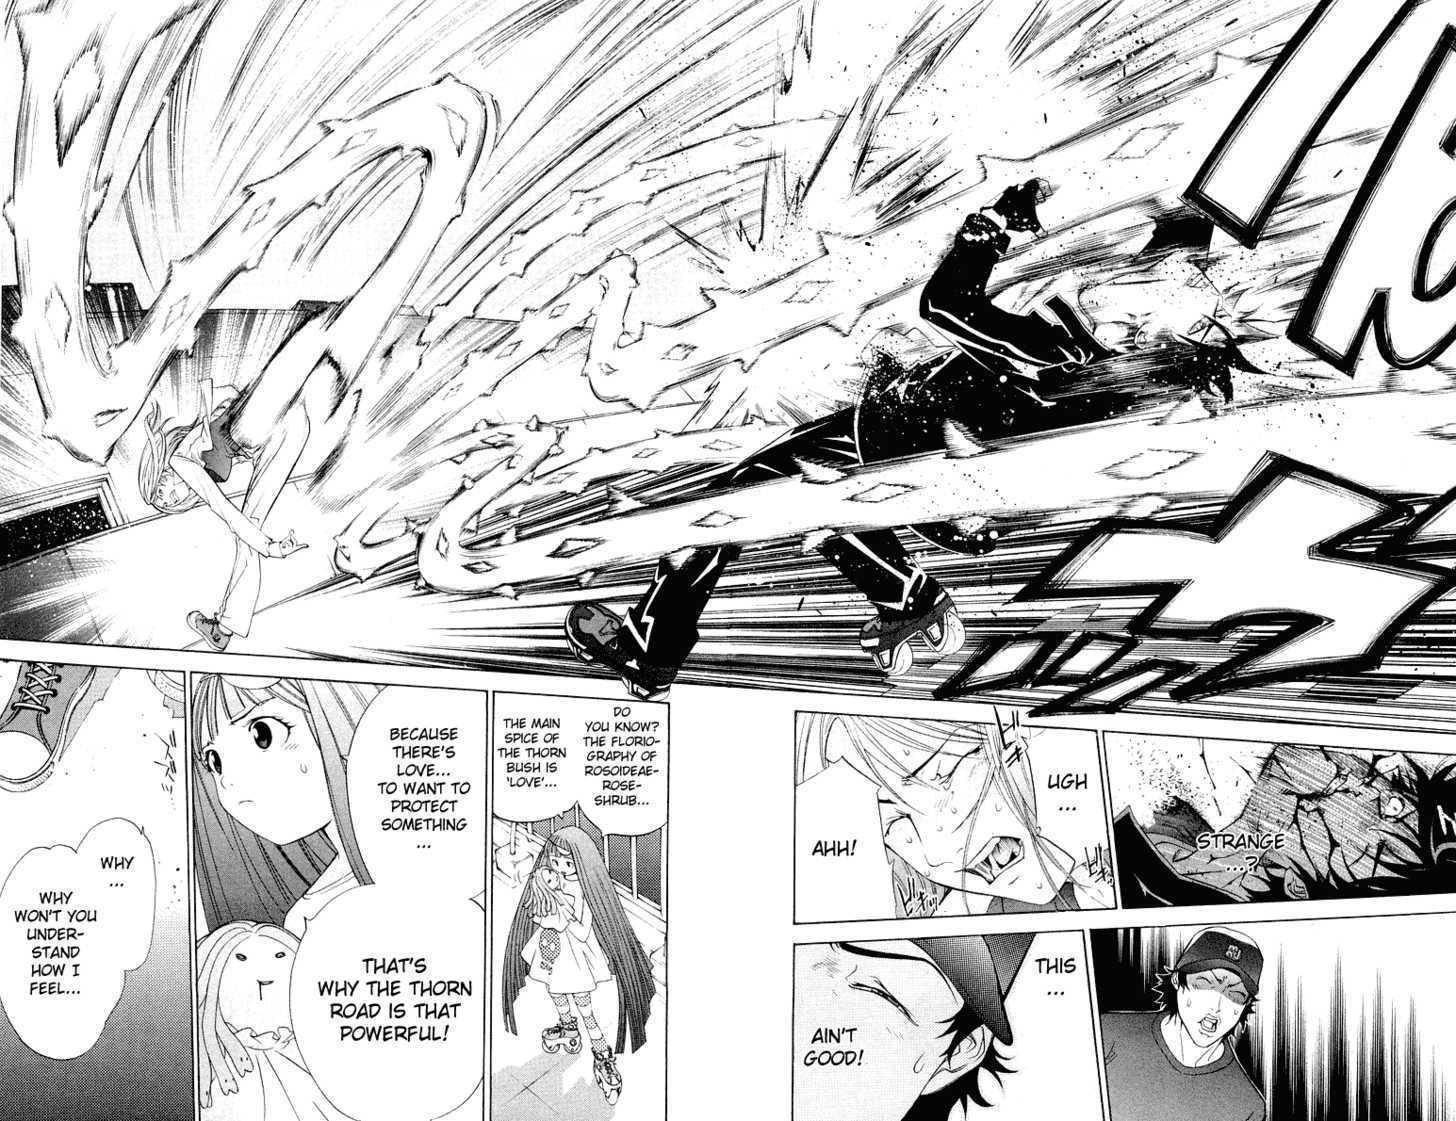 STRANGE
...?
UGH
...
AHH!
THIS
...
AIN'T
GOOD!
DO
YOU KNOW?
THE FLORIO-
GRAPHY OF
ROSOIDEAE-
ROSE-
SHRUB...
THE MAIN
SPICE OF
THE THORN
BUSH IS
'LOVE'...
BECAUSE
THERE'S
LOVE...
TO WANT TO
PROTECT
SOMETHING
...
THAT'S
WHY THE THORN
ROAD IS THAT
POWERFUL!
WHY
...
WHY
WON'T YOU
UNDER-
STAND
HOW I
FEEL...